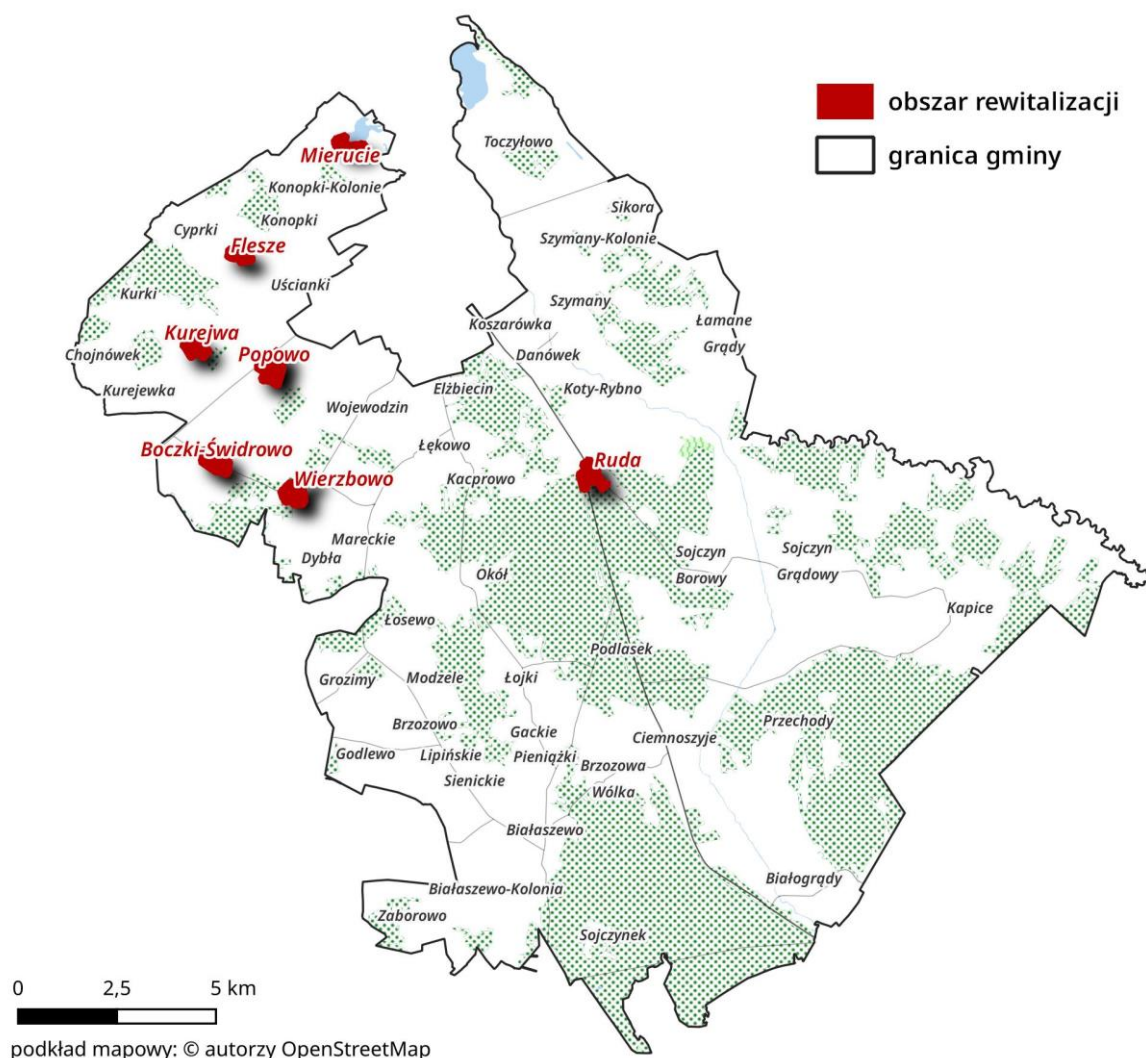 obszar rewitalizacji
granica gminy
Toczyłowo
Mierucie
Konopki-Kolonie
Sikora
Konopki
Cyprki
Szymany-Kolonie
Flesze
Uścianki
Kurki
Szymany
Łamane
Grądy
Koszarówka
Kurejwa
Popowo
Danówek
Chojnówek
Kurejewka
Elżbiecin
Koty-Rybno
Wojewodzin
Łękowo
Boczki-Świdrowo
Ruda
Wierzbowo
Kacprowo
Mareckie
Dybła
Sojczyn
Borowy
Sojczyn
Grądowy
Okół
Kapice
Łosewo
Podlasek
Grozimy
Modzele
Łojki
Przechody
Brzozowo
Gackie
Ciemnoszyje
Godlewo
Lipińskie
Pieniążki
Brzozowa
Wólka
Sienickie
Białaszewo
Białogrądy
Białaszewo-Kolonia
Zaborowo
Sojczynek
0 2,5 5 km
podkład mapowy: © autorzy OpenStreetMap